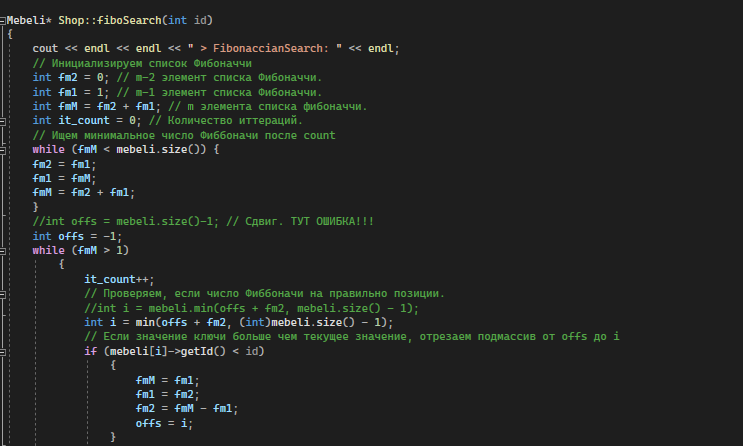 Mebeli* Shop::fiboSearch(int id)
{
cout << endl << endl << " > FibonaccianSearch: " << endl;
// Инициализируем список Фибоначчи
int fm2 = 0; // m-2 элемент списка Фибоначчи.
int fm1 = 1; // m-1 элемент списка Фибоначчи.
int fmM = fm2 + fm1; // m элемента списка фибоначчи.
int it_count = 0; // Количество иттераций.
// Ищем минимальное число Фиббоначи после count
while (fmM < mebeli.size()) {
fm2 = fm1;
fm1 = fmM;
fmM = fm2 + fm1;
}
//int offs = mebeli.size()-1; // Сдвиг. ТУТ ОШИБКА!!!
int offs = -1;
while (fmM > 1)
{
it_count++;
// Проверяем, если число Фиббоначи на правильно позиции.
//int i = mebeli.min(offs + fm2, mebeli.size() - 1);
int i = min(offs + fm2, (int)mebeli.size() - 1);
// Если значение ключи больше чем текущее значение, отрезаем подмассив от offs до i
if (mebeli[i]->getId() < id)
{
fmM = fm1;
fm1 = fm2;
fm2 = fmM - fm1;
offs = i;
}